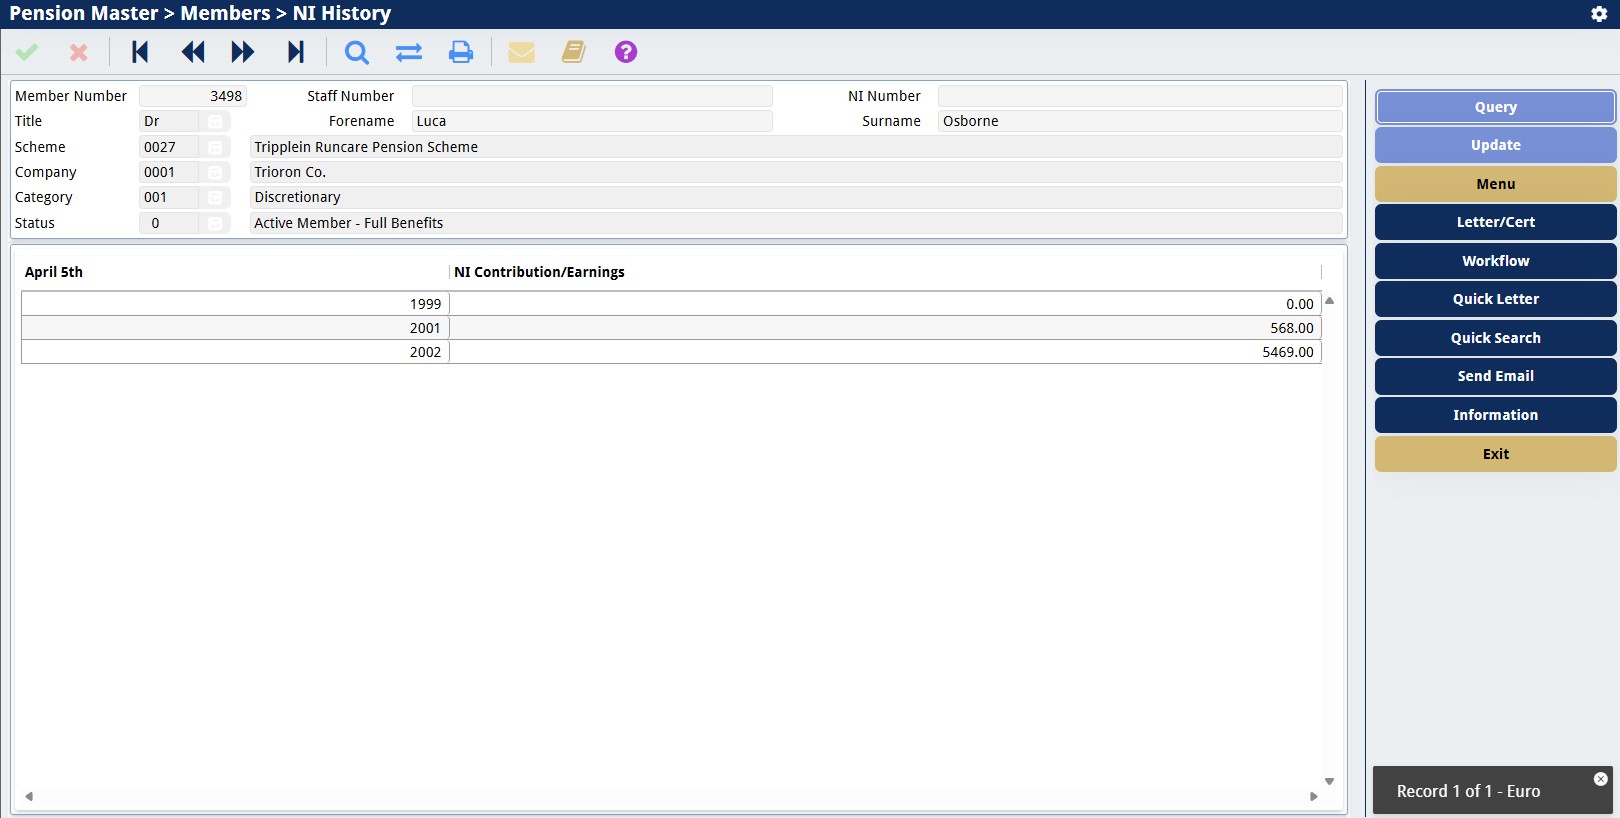 Pension Master > Members > NI History
?
Member Number 3498 Staff Number NI Number
Title Dr Forename Luca Surname Osborne
Scheme 0027 Tripplein Runcare Pension Scheme
Company 0001 Trioron Co.
Category 001 Discretionary
Status 0 Active Member - Full Benefits
April 5th NI Contribution/Earnings
1999 0.00
2001 568.00
2002 5469.00
Query
Update
Menu
Letter/Cert
Workflow
Quick Letter
Quick Search
Send Email
Information
Exit
Record 1 of 1 - Euro